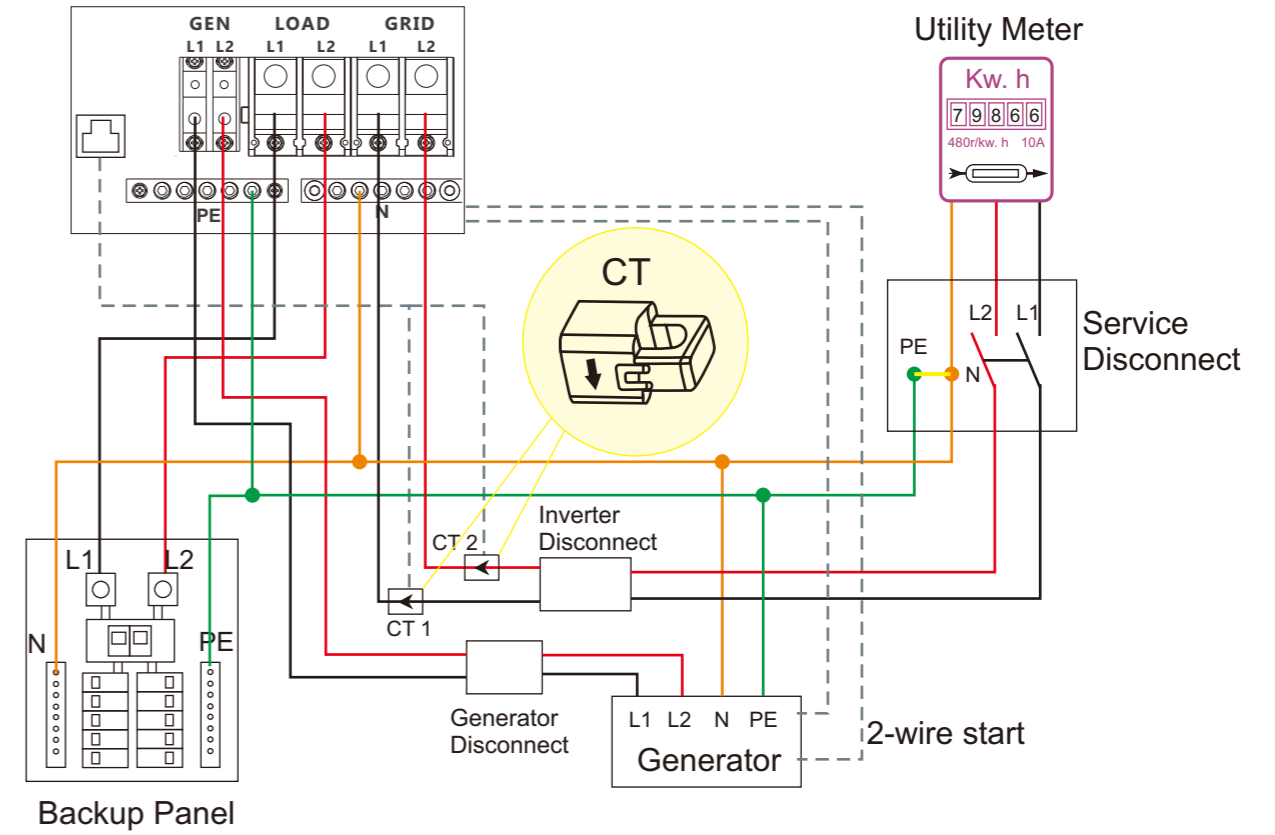 GEN LOAD GRID
L1 L2 L1 L2 L1 L2
PE N
Utility Meter
Kw. h
79866
480r/kw. h 10A
CT
L2 L1
Service
Disconnect
PE
N
Inverter
Disconnect
CT 2
CT 1
L1 L2
N PE
Backup Panel
Generator
Disconnect
L1 L2 N PE
Generator
2-wire start